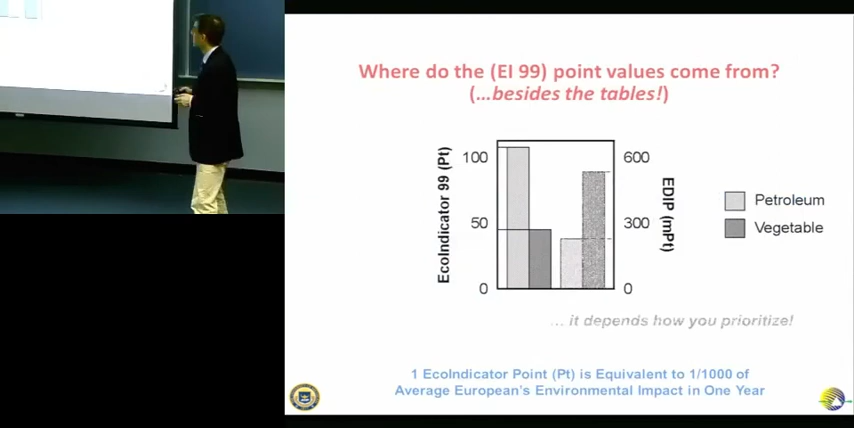 Where do the (EI 99) point values come from?
(...besides the tables!)
EcoIndicator 99 (Pt)
100
50
0
600
300
0
EDIP (mPt)
Petroleum
Vegetable
... it depends how you prioritize!
1 EcoIndicator Point (Pt) is Equivalent to 1/1000 of
Average European's Environmental Impact in One Year